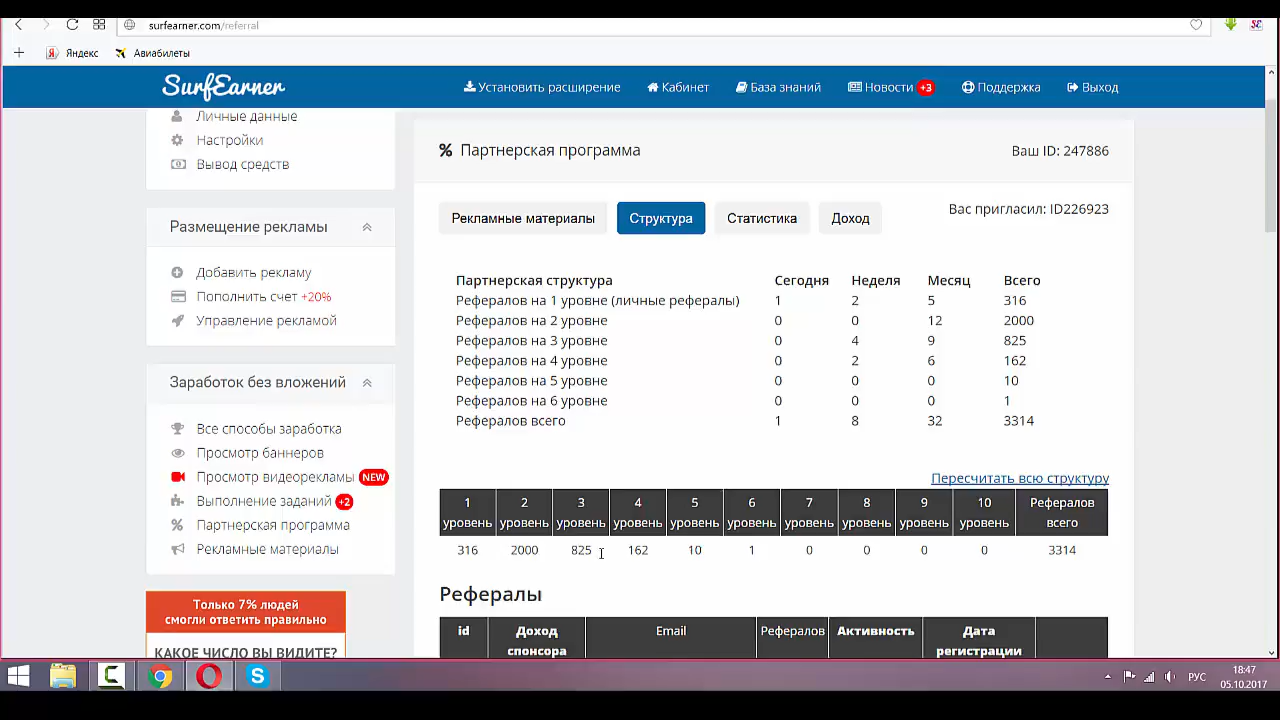 surfearner.com/referral
Яндекс Авиабилеты
SurfEarner Установить расширение Кабинет База знаний Новости +3 Поддержка Выход
Личные данные
Настройки
Вывод средств
Размещение рекламы
Добавить рекламу
Пополнить счет +20%
Управление рекламой
Заработок без вложений
Все способы заработка
Просмотр баннеров
Просмотр видеорекламы NEW
Выполнение заданий +2
Партнерская программа
Рекламные материалы
Только 7% людей
смогли ответить правильно
КАКОЕ ЧИСЛО ВЫ ВИДИТЕ?
% Партнерская программа Ваш ID: 247886
Рекламные материалы Структура Статистика Доход Вас пригласил: ID226923
Партнерская структура Сегодня Неделя Месяц Всего
Рефералов на 1 уровне (личные рефералы) 1 2 5 316
Рефералов на 2 уровне 0 0 12 2000
Рефералов на 3 уровне 0 4 9 825
Рефералов на 4 уровне 0 2 6 162
Рефералов на 5 уровне 0 0 0 10
Рефералов на 6 уровне 0 0 0 1
Рефералов всего 1 8 32 3314
Пересчитать всю структуру
1 2 3 4 5 6 7 8 9 10 Рефералов
уровень уровень уровень уровень уровень уровень уровень уровень уровень уровень всего
316 2000 825 162 10 1 0 0 0 0 3314
Рефералы
id Доход Email Рефералов Активность Дата
спонсора регистрации
РУС 18:47
05.10.2017